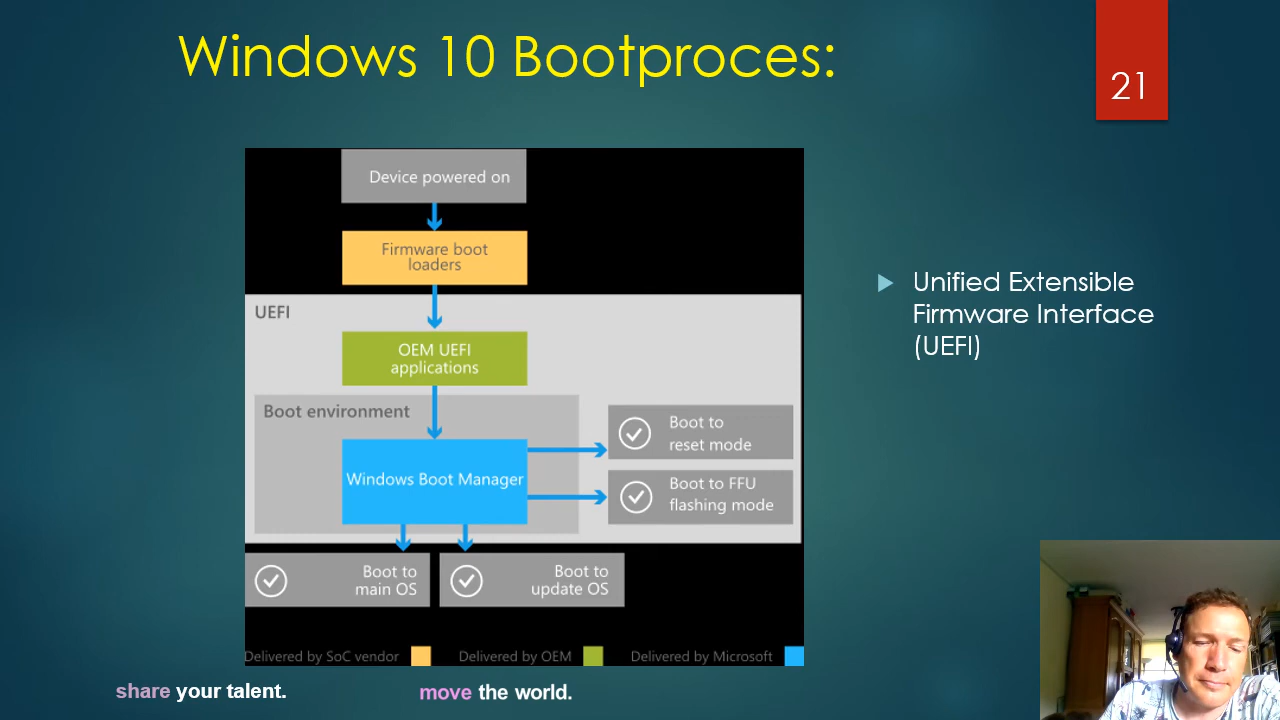 Windows 10 Bootproces:
21
Device powered on
Firmware boot
loaders
UEFI
OEM UEFI
applications
Boot environment
Windows Boot Manager
Boot to
reset mode
Boot to FFU
flashing mode
Boot to
main OS
Boot to
update OS
Delivered by SoC vendor
Delivered by OEM
Delivered by Microsoft
Unified Extensible
Firmware Interface
(UEFI)
share your talent.
move the world.